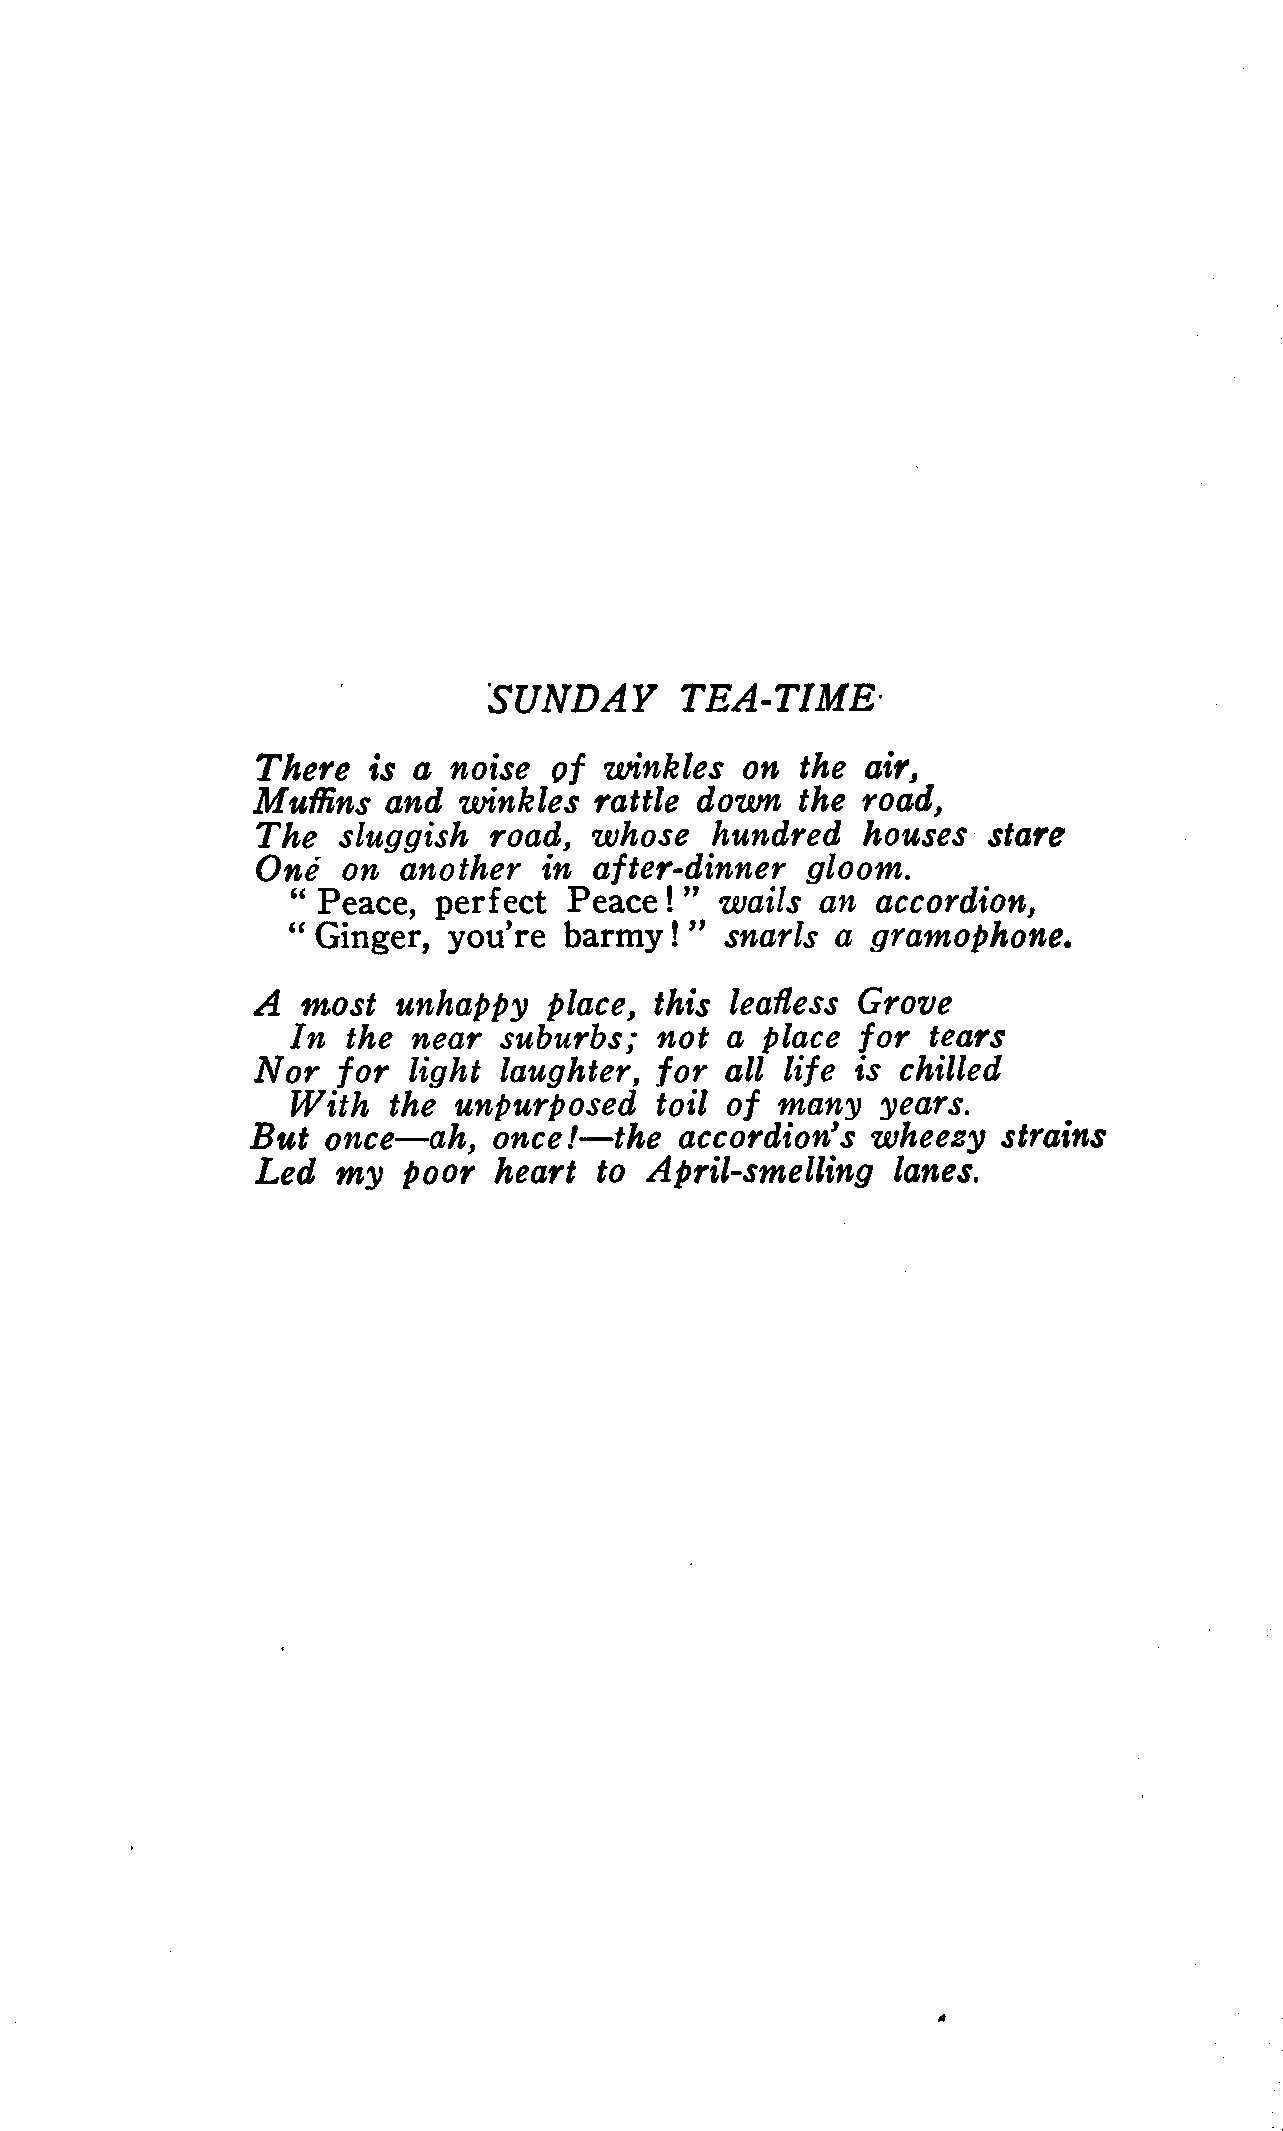 SUNDAY TEA-TIME
There is a noise of winkles on the air,
Muffins and winkles rattle down the road,
The sluggish road, whose hundred houses stare
One on another in after-dinner gloom.
“Peace, perfect Peace!” wails an accordion,
“Ginger, you're barmy!” snarls a gramophone.
A most unhappy place, this leafless Grove
In the near suburbs; not a place for tears
Nor for light laughter, for all life is chilled
With the unpurposed toil of many years.
But once—ah, once!—the accordion's wheezy strains
Led my poor heart to April-smelling lanes.